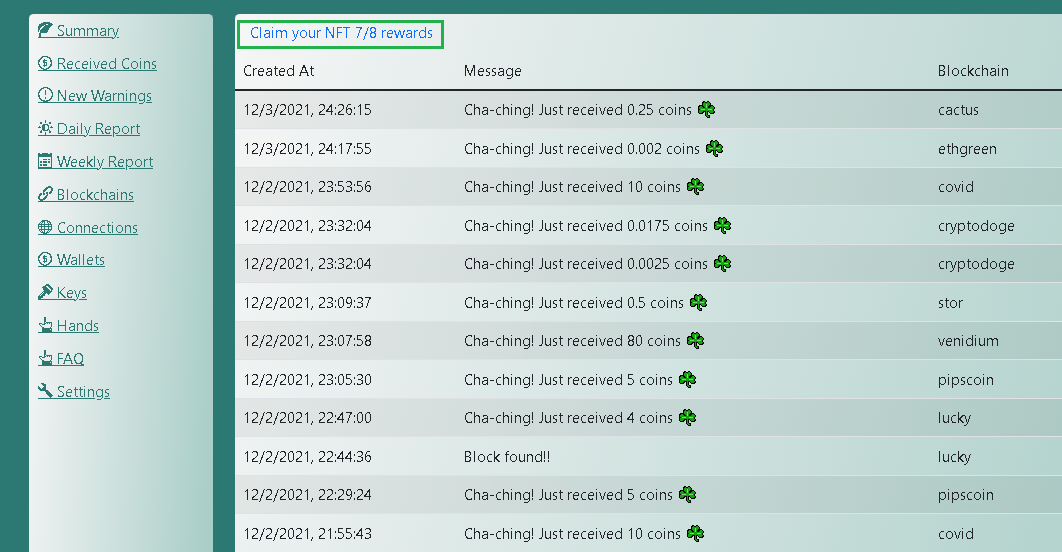 Summary
Received Coins
New Warnings
Daily Report
Weekly Report
Blockchains
Connections
Wallets
Keys
Hands
FAQ
Settings
Claim your NFT 7/8 rewards
Created At Message Blockchain
12/3/2021, 24:26:15 Cha-ching! Just received 0.25 coins ☘️ cactus
12/3/2021, 24:17:55 Cha-ching! Just received 0.002 coins ☘️ ethgreen
12/2/2021, 23:53:56 Cha-ching! Just received 10 coins ☘️ covid
12/2/2021, 23:32:04 Cha-ching! Just received 0.0175 coins ☘️ cryptodoge
12/2/2021, 23:32:04 Cha-ching! Just received 0.0025 coins ☘️ cryptodoge
12/2/2021, 23:09:37 Cha-ching! Just received 0.5 coins ☘️ stor
12/2/2021, 23:07:58 Cha-ching! Just received 80 coins ☘️ venidium
12/2/2021, 23:05:30 Cha-ching! Just received 5 coins ☘️ pipscoin
12/2/2021, 22:47:00 Cha-ching! Just received 4 coins ☘️ lucky
12/2/2021, 22:44:36 Block found!! lucky
12/2/2021, 22:29:24 Cha-ching! Just received 5 coins ☘️ pipscoin
12/2/2021, 21:55:43 Cha-ching! Just received 10 coins ☘️ covid